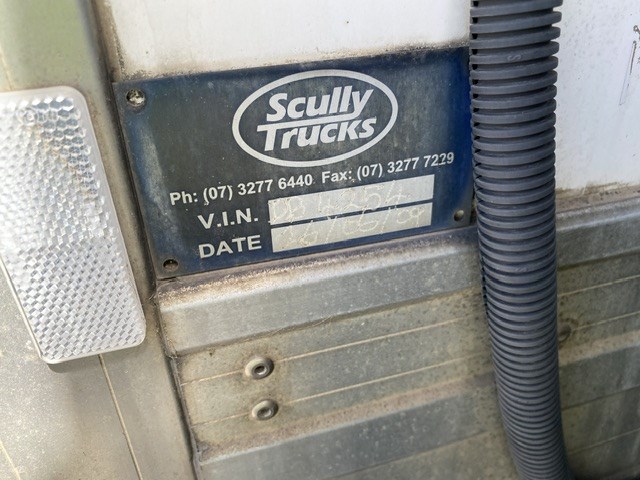 Scully
Trucks
Ph: (07) 3277 6440 Fax: (07) 3277 7229
V.I.N.
DATE